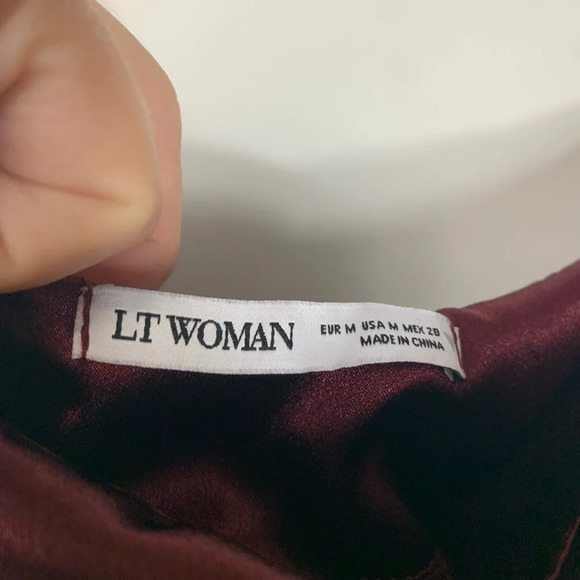 LT WOMAN
EUR M USA M MEX 28
MADE IN CHINA